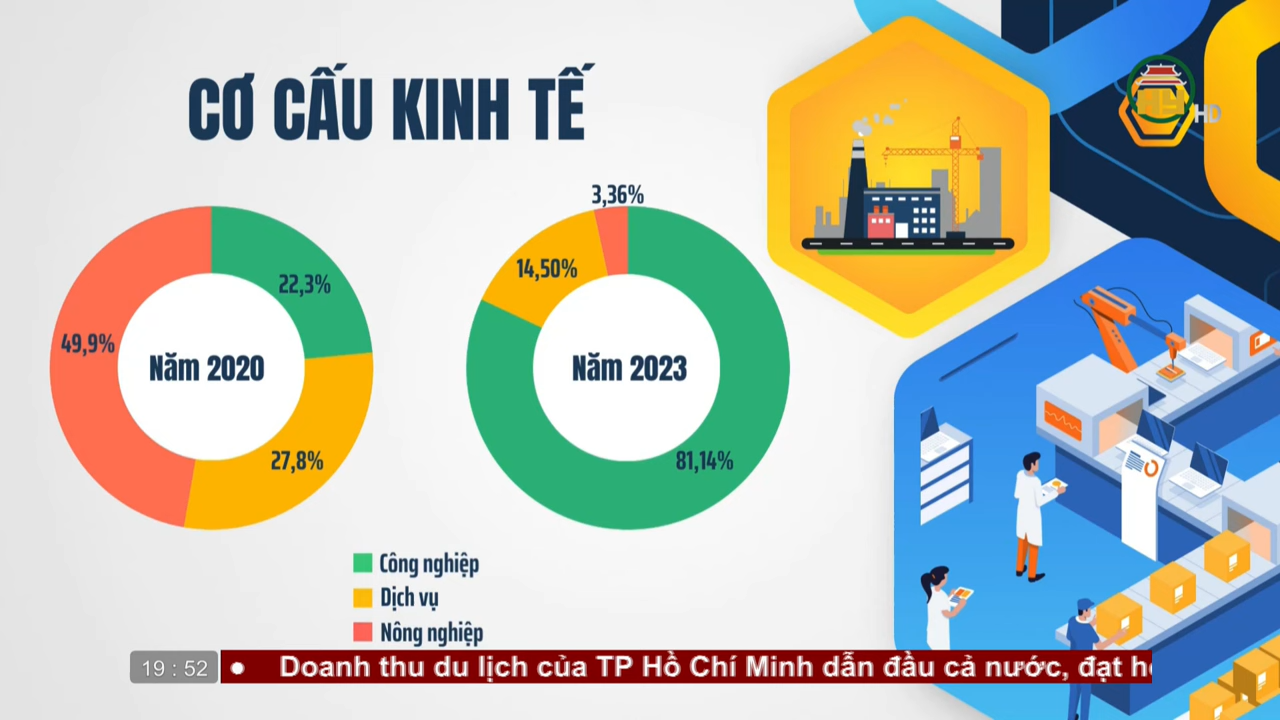 CƠ CẤU KINH TẾ
HY HD
3,36%
14,50%
22,3%
49,9%
Năm 2020
Năm 2023
27,8%
81,14%
Công nghiệp
Dịch vụ
Nông nghiệp
19 : 52 ● Doanh thu du lịch của TP Hồ Chí Minh dẫn đầu cả nước, đạt